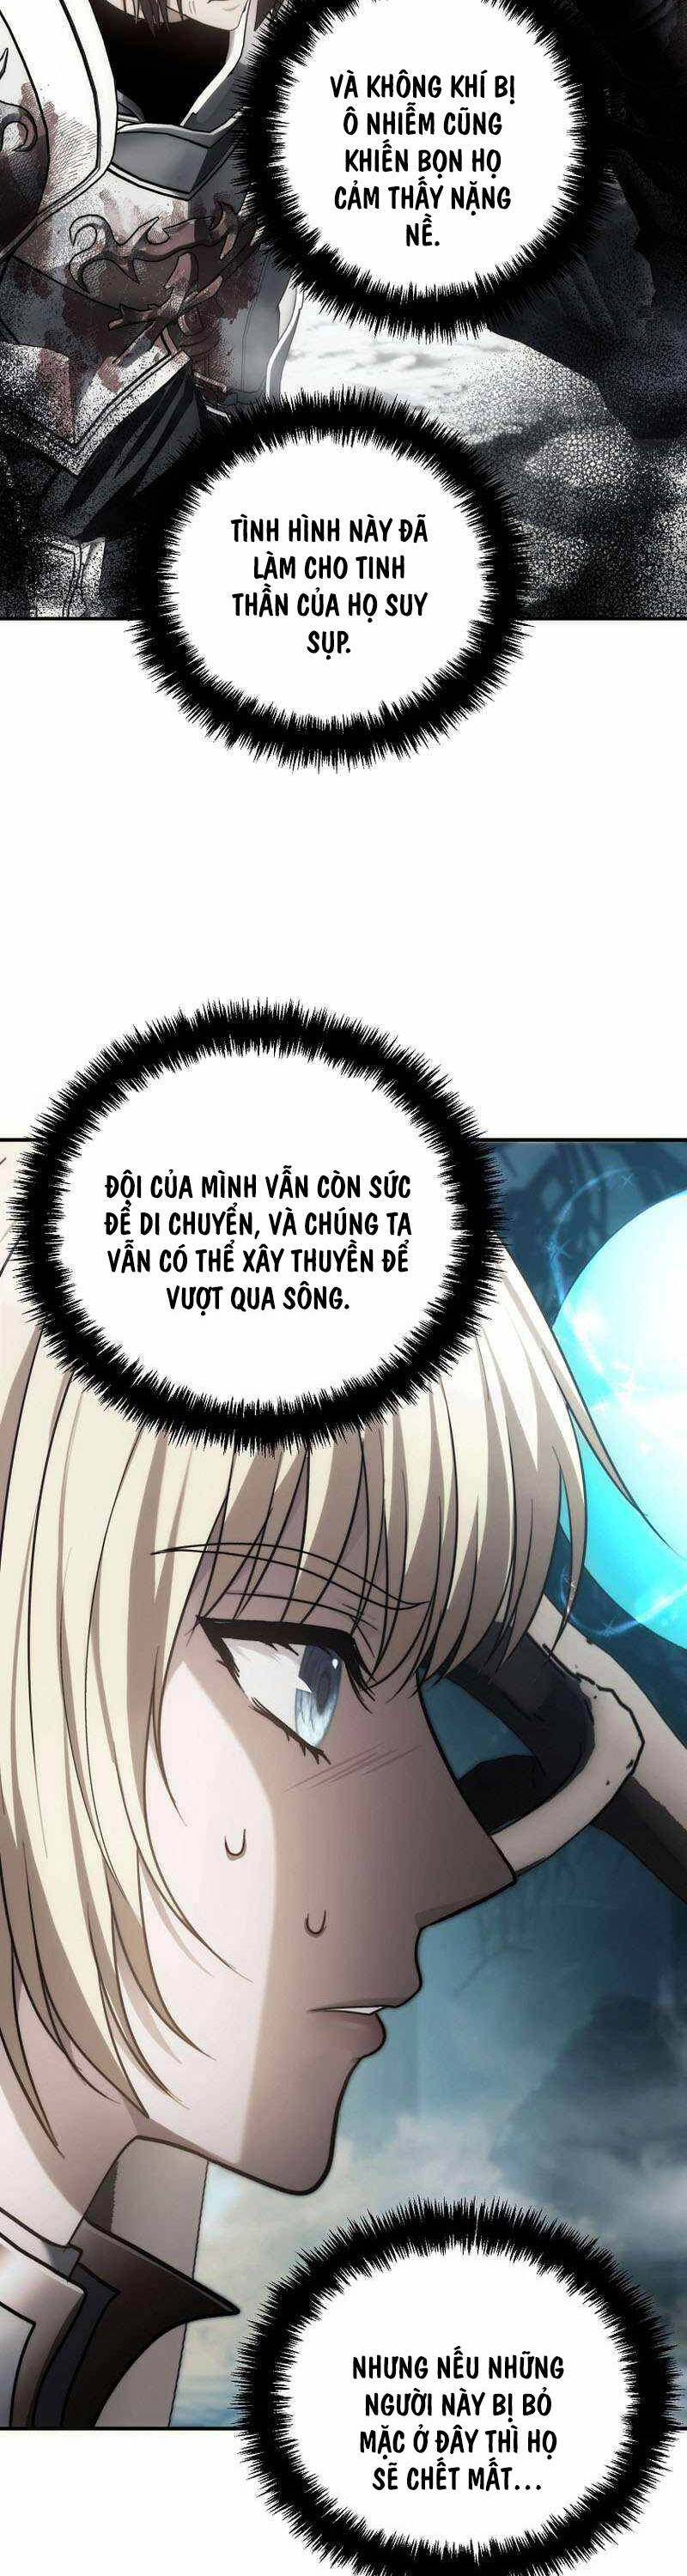 VÀ KHÔNG KHÍ BỊ
Ô NHIỄM CŨNG
KHIẾN BỌN HỌ
CẢM THẤY NẶNG
NỀ.
TÌNH HÌNH NÀY ĐÃ
LÀM CHO TINH
THẦN CỦA HỌ SUY
SỤP.
ĐỘI CỦA MÌNH VẪN CÒN SỨC
ĐỂ DI CHUYỂN, VÀ CHÚNG TA
VẪN CÓ THỂ XÂY THUYỀN ĐỂ
VƯỢT QUA SÔNG.
NHƯNG NẾU NHỮNG
NGƯỜI NÀY BỊ BỎ
MẶC Ở ĐÂY THÌ HỌ
SẼ CHẾT MẤT...